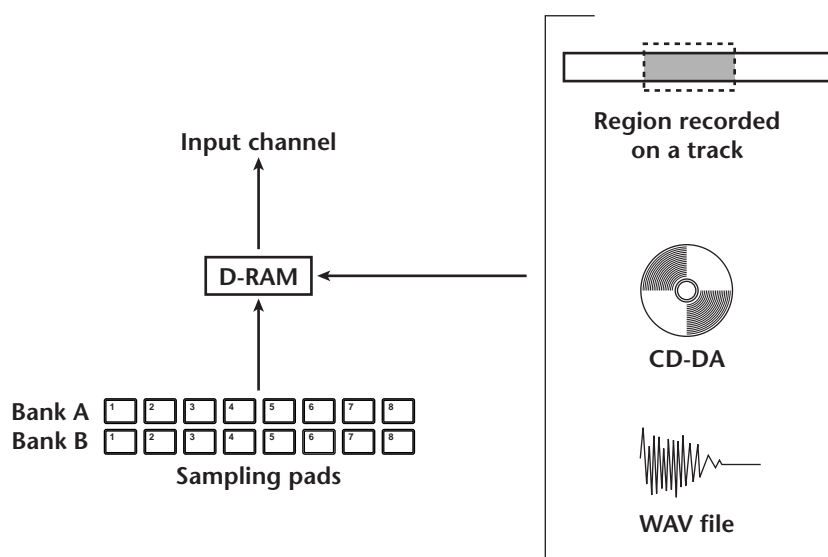 Region recorded
on a track
Input channel
D-RAM
CD-DA
Bank A 1 2 3 4 5 6 7 8
Bank B 1 2 3 4 5 6 7 8
Sampling pads
WAV file